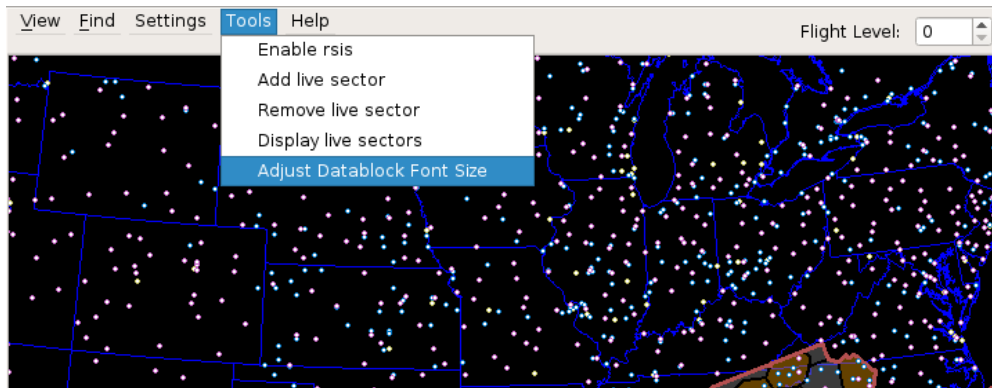 View Find Settings Tools Help
Flight Level: 0
Enable rsis
Add live sector
Remove live sector
Display live sectors
Adjust Datablock Font Size